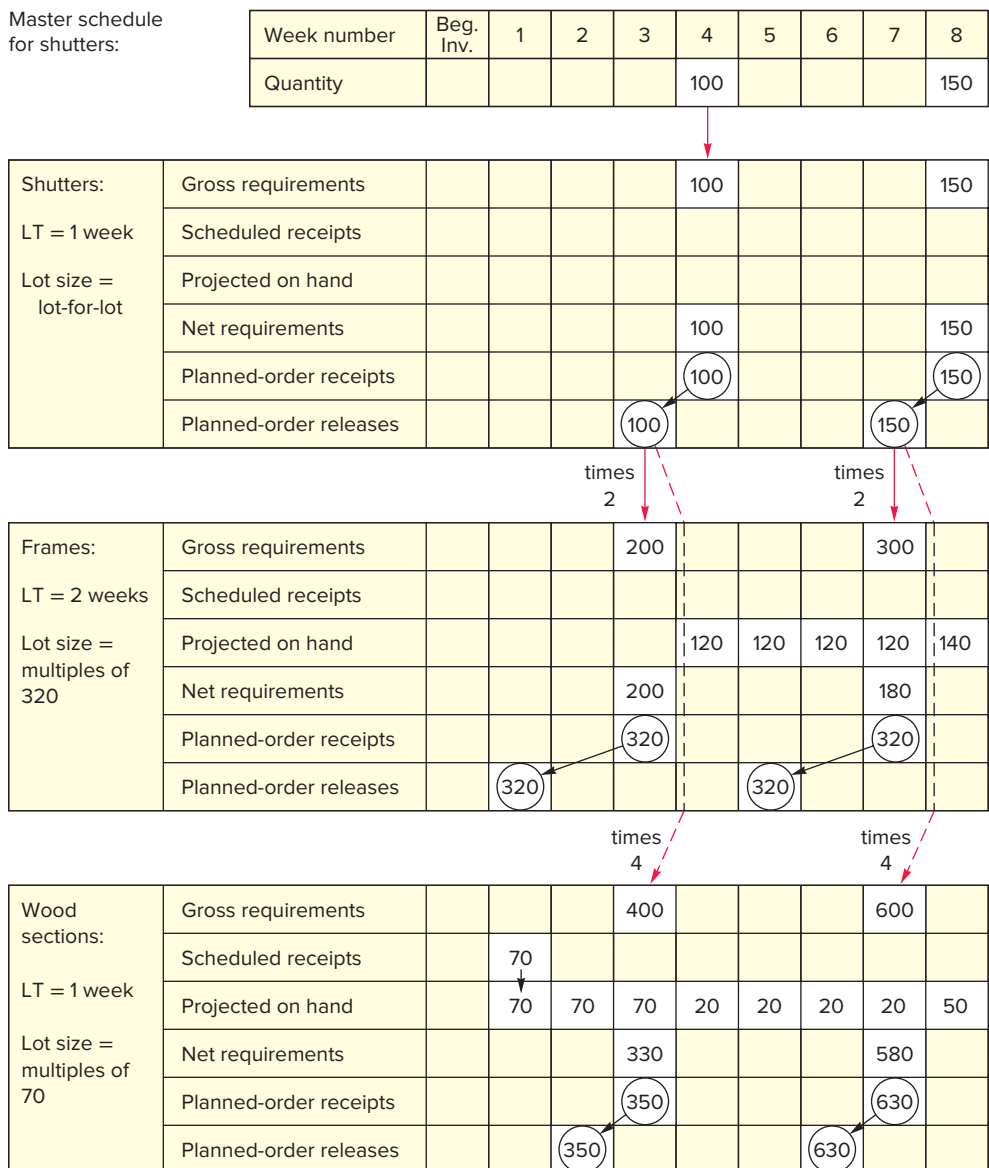 Master schedule
for shutters:
Week number Beg. Inv. 1 2 3 4 5 6 7 8
Quantity 100 150
Shutters:
LT = 1 week
Lot size =
lot-for-lot
Gross requirements 100 150
Scheduled receipts
Projected on hand
Net requirements 100 150
Planned-order receipts 100 150
Planned-order releases 100 150
times
2
times
2
Frames:
LT = 2 weeks
Lot size =
multiples of
320
Gross requirements 200 300
Scheduled receipts
Projected on hand 120 120 120 120 140
Net requirements 200 180
Planned-order receipts 320 320
Planned-order releases 320 320
times
4
times
4
Wood
sections:
LT = 1 week
Lot size =
multiples of
70
Gross requirements 400 600
Scheduled receipts 70
Projected on hand 70 70 70 20 20 20 20 50
Net requirements 330 580
Planned-order receipts 350 630
Planned-order releases 350 630